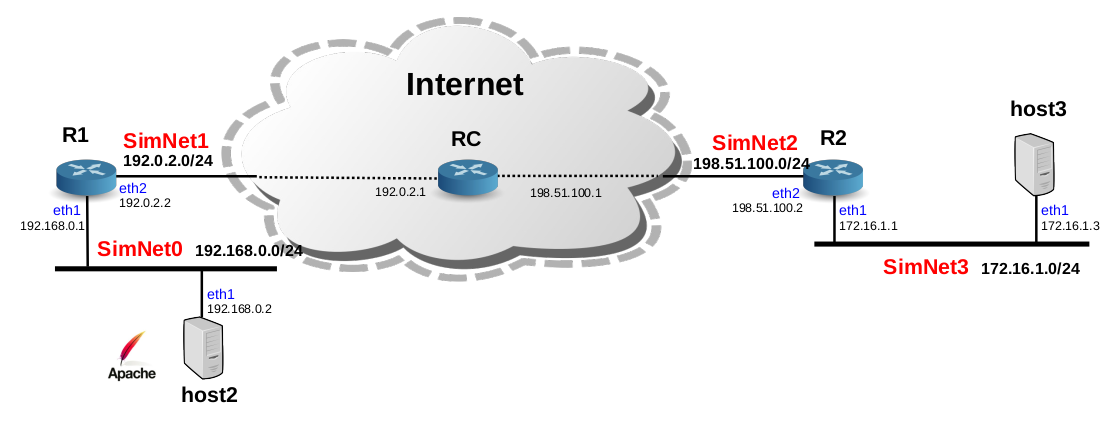 Internet
R1
SimNet1
192.0.2.0/24
eth2
192.0.2.2
eth1
192.168.0.1
SimNet0 192.168.0.0/24
eth1
192.168.0.2
Apache
host2
RC
192.0.2.1
198.51.100.1
SimNet2
198.51.100.0/24
R2
eth2
198.51.100.2
eth1
172.16.1.1
host3
eth1
172.16.1.3
SimNet3 172.16.1.0/24